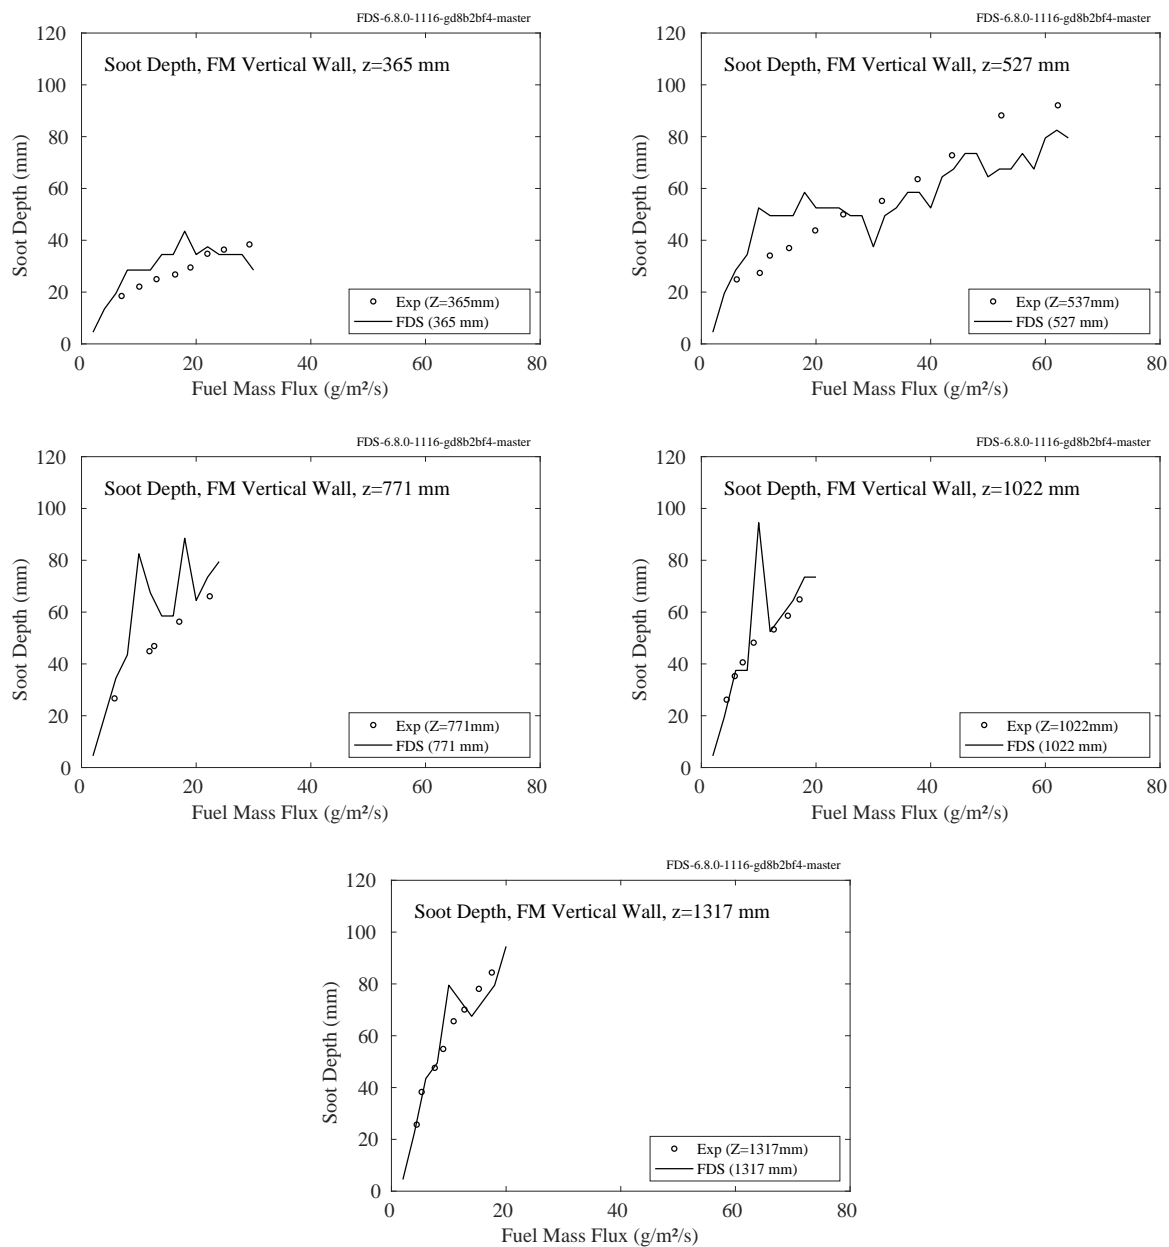 FDS-6.8.0-1116-gd8b2bf4-master
Soot Depth, FM Vertical Wall, z=365 mm
120
100
80
60
40
20
0
Soot Depth (mm)
Exp (Z=365mm)
FDS (365 mm)
0 20 40 60 80
Fuel Mass Flux (g/m²/s)
FDS-6.8.0-1116-gd8b2bf4-master
Soot Depth, FM Vertical Wall, z=527 mm
120
100
80
60
40
20
0
Soot Depth (mm)
Exp (Z=537mm)
FDS (527 mm)
0 20 40 60 80
Fuel Mass Flux (g/m²/s)
FDS-6.8.0-1116-gd8b2bf4-master
Soot Depth, FM Vertical Wall, z=771 mm
120
100
80
60
40
20
0
Soot Depth (mm)
Exp (Z=771mm)
FDS (771 mm)
0 20 40 60 80
Fuel Mass Flux (g/m²/s)
FDS-6.8.0-1116-gd8b2bf4-master
Soot Depth, FM Vertical Wall, z=1022 mm
120
100
80
60
40
20
0
Soot Depth (mm)
Exp (Z=1022mm)
FDS (1022 mm)
0 20 40 60 80
Fuel Mass Flux (g/m²/s)
FDS-6.8.0-1116-gd8b2bf4-master
Soot Depth, FM Vertical Wall, z=1317 mm
120
100
80
60
40
20
0
Soot Depth (mm)
Exp (Z=1317mm)
FDS (1317 mm)
0 20 40 60 80
Fuel Mass Flux (g/m²/s)